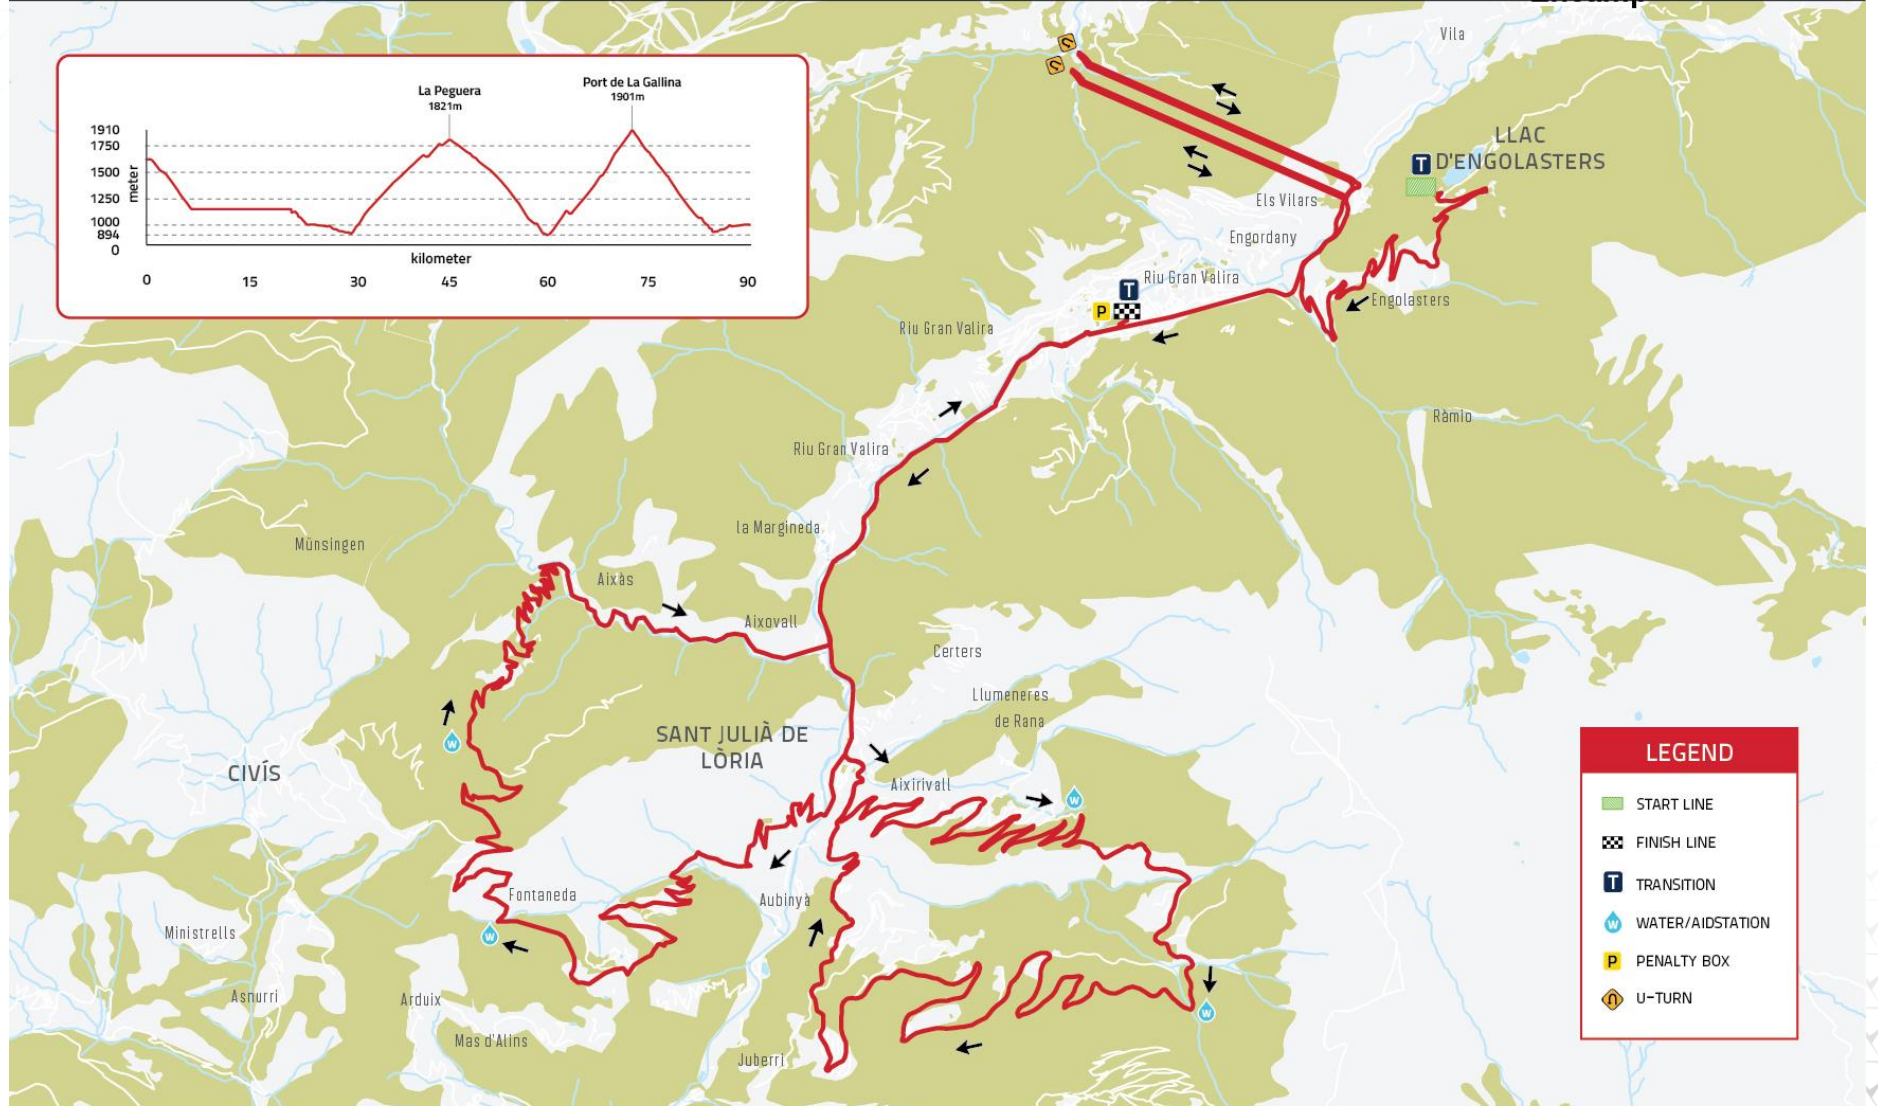 Vila
La Peguera
1821m
Port de La Gallina
1901m
1910
1750
1500
1250
1000
894
0
meter
kilometer
0 15 30 45 60 75 90
T
LLAC
D'ENGOLASTERS
Els Vilars
Engordany
Riu Gran Valira
T
P
Engolasters
Riu Gran Valira
Ràmio
Riu Gran Valira
la Margineda
Münsingen
Aixàs
Aixovall
Certers
Llumeneres
de Rana
SANT JULIÀ DE
LÒRIA
W
CIVÍS
Aixirivall
W
Fontaneda
Aubinyà
W
Ministrells
Asnurri
Arduix
W
Mas d'Alins
Juberri
LEGEND
START LINE
FINISH LINE
T TRANSITION
W WATER/AIDSTATION
P PENALTY BOX
U-TURN